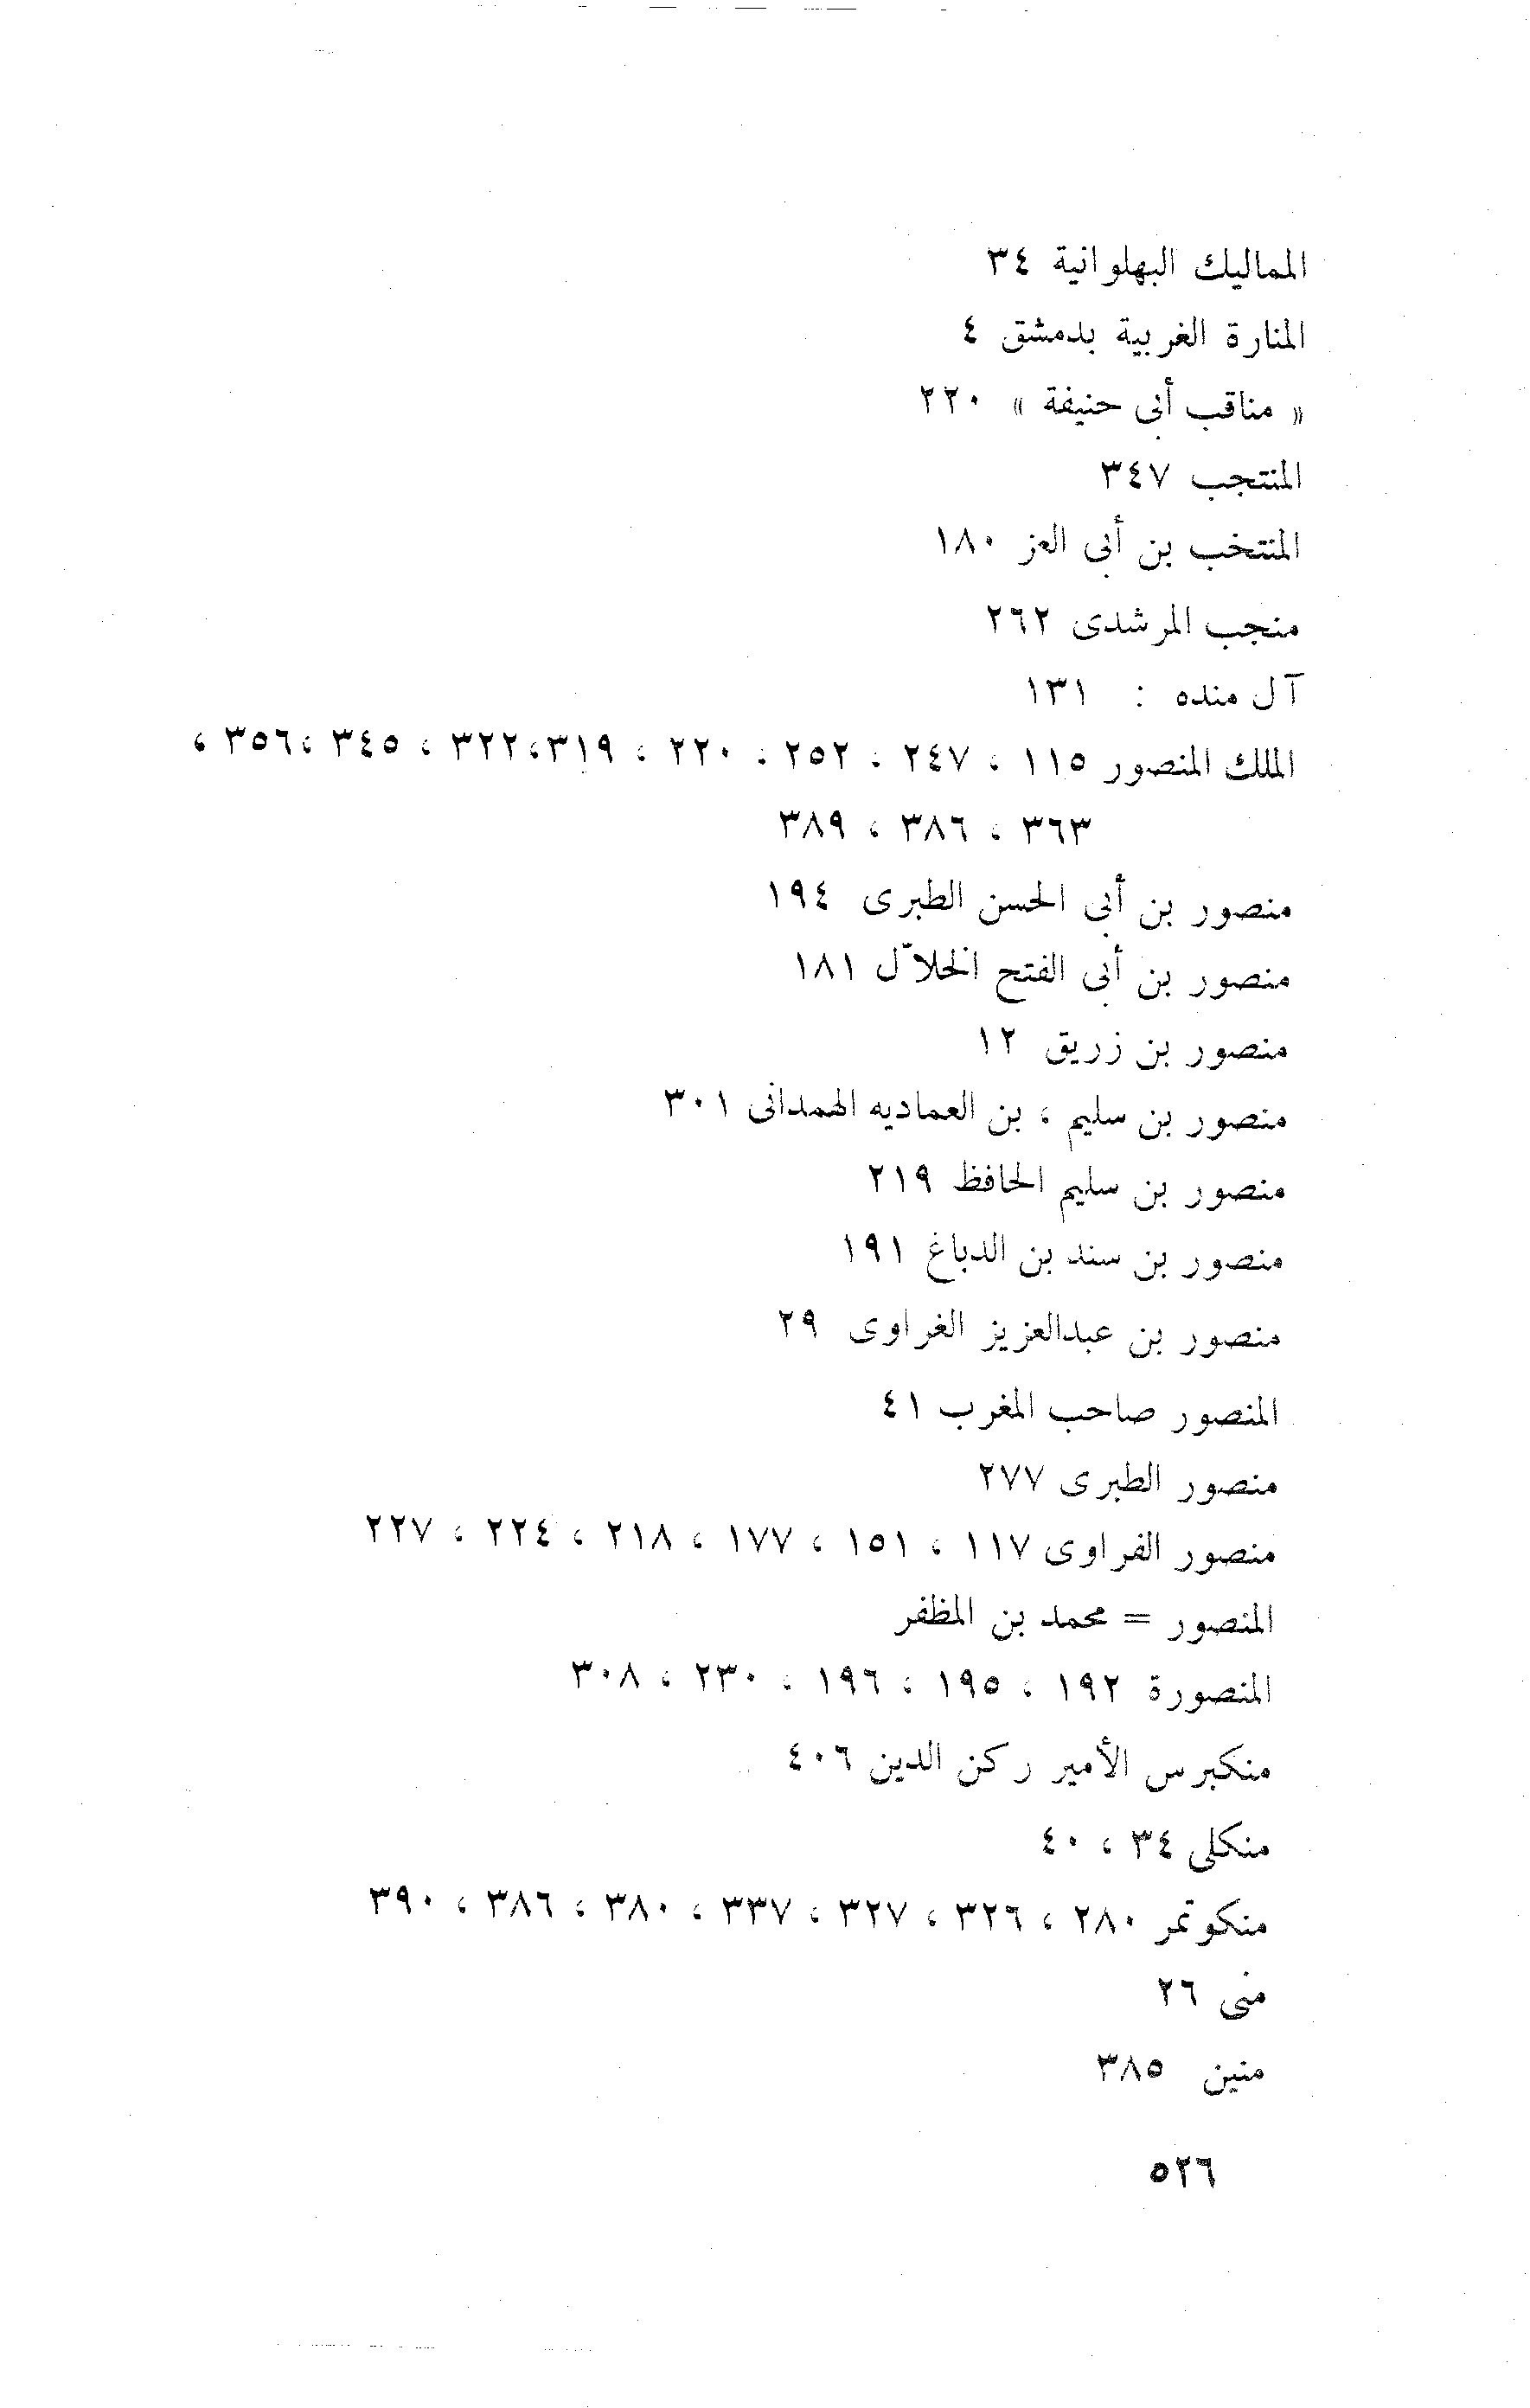 المماليك البهلوانية ٣٤
المنارة الغربية بدمشق ٤
« مناقب أبى حنيفة » ٢٢٠
المنتجب ٣٤٧
المنتخب بن أبى العز ١٨٠
منجب المرشدى ٢٦٢
آل منده : ١٣١
الملك المنصور ١١٥ ، ٢٤٧ ، ٢٥٢ ، ٢٢٠ ، ٣١٩،٣٢٢ ، ٣٤٥ ،٣٥٦ ،
٣٦٣ ، ٣٨٦ ، ٣٨٩
منصور بن أبى الحسن الطبرى ١٩٤
منصور بن أبى الفتح الخلاّل ١٨١
منصور بن زريق ١٢
منصور بن سليم ، بن العماديه الهمدانى ٣٠١
منصور بن سليم الحافظ ٢١٩
منصور بن سند بن الدباغ ١٩١
منصور بن عبدالعزيز الغراوى ٢٩
المنصور صاحب المغرب ٤١
منصور الطبرى ٢٧٧
منصور الفراوى ١١٧ ، ١٥١ ، ١٧٧ ، ٢١٨ ، ٢٢٤ ، ٢٢٧
المنصور = محمد بن المظفر
المنصورة ١٩٢ ، ١٩٥ ، ١٩٦ ، ٢٣٠ ، ٣٠٨
منكبرس الأمير ركن الدين ٤٠٦
منكلى ٣٤ ، ٤٠
منكوتمر ٢٨٠ ، ٣٢٦ ، ٣٢٧ ، ٣٣٧ ، ٣٨٠ ، ٣٨٦ ، ٣٩٠
منى ٢٦
منين ٣٨٥
٥٢٦